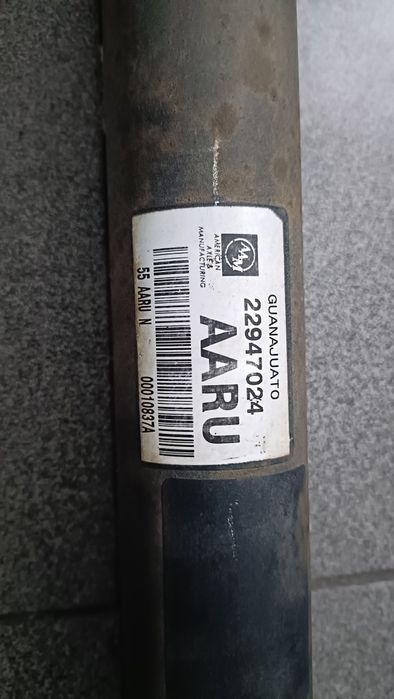 GUANAJUATO
22947024
AARU
AMERICAN
AXLE &
MANUFACTURING
55 AARU N 00010837A